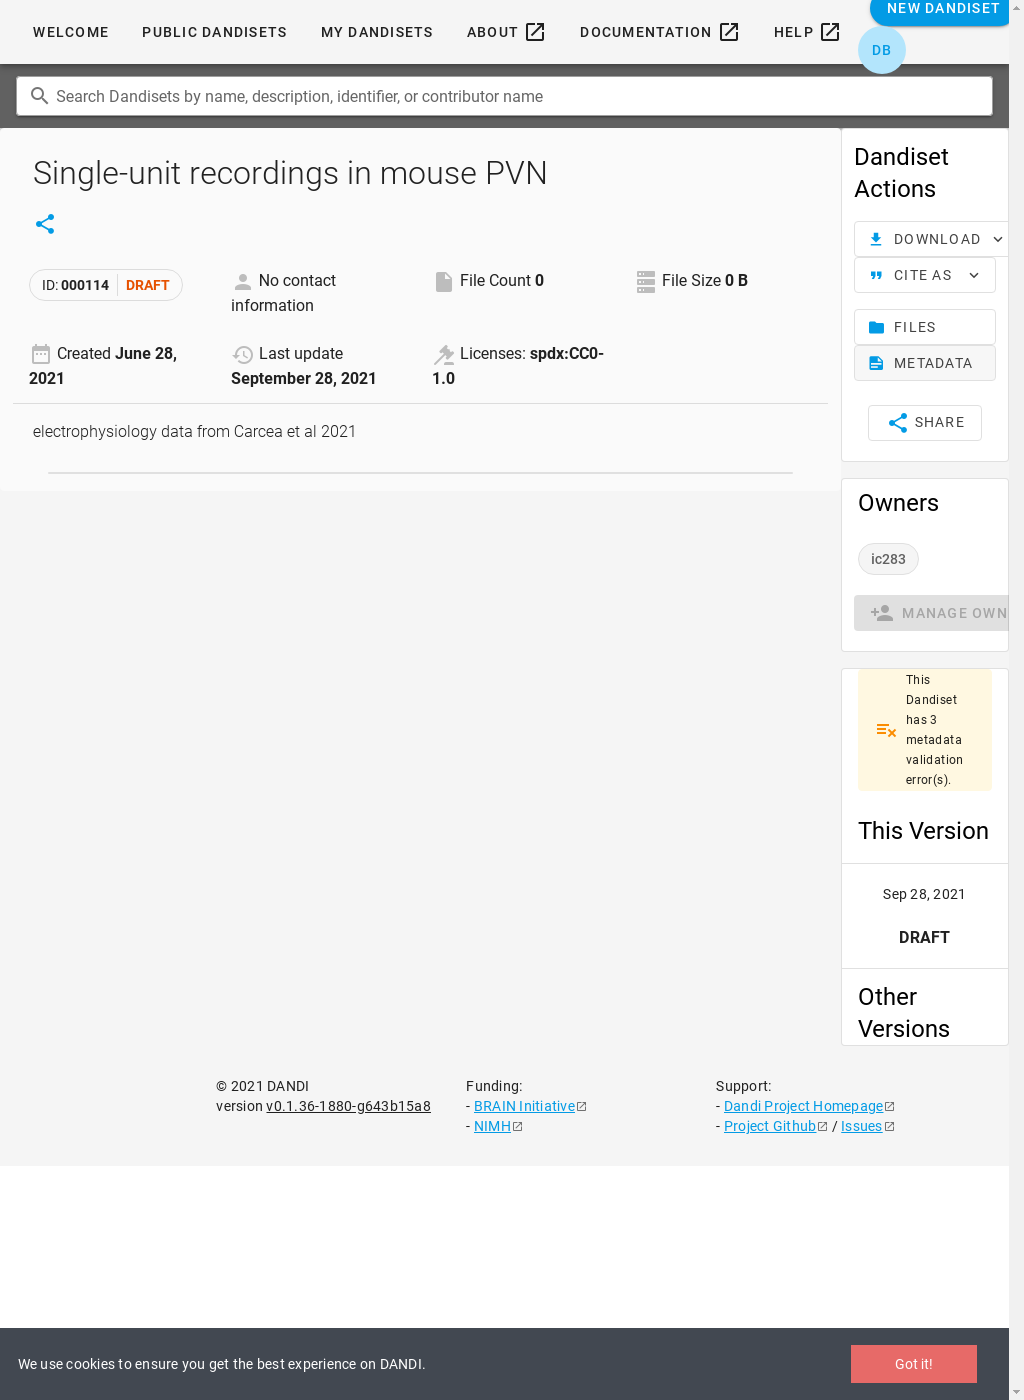 WELCOME PUBLIC DANDISETS MY DANDISETS ABOUT DOCUMENTATION HELP NEW DANDISET
DB
Search Dandisets by name, description, identifier, or contributor name
Single-unit recordings in mouse PVN
ID: 000114 DRAFT
No contact
information
File Count 0
File Size 0 B
Created June 28,
2021
Last update
September 28, 2021
Licenses: spdx:CC0-
1.0
electrophysiology data from Carcea et al 2021
Dandiset
Actions
DOWNLOAD
CITE AS
FILES
METADATA
SHARE
Owners
ic283
MANAGE OWN
This
Dandiset
has 3
metadata
validation
error(s).
This Version
Sep 28, 2021
DRAFT
Other
Versions
© 2021 DANDI
version v0.1.36-1880-g643b15a8
Funding:
- BRAIN Initiative
- NIMH
Support:
- Dandi Project Homepage
- Project Github / Issues
We use cookies to ensure you get the best experience on DANDI.
Got it!